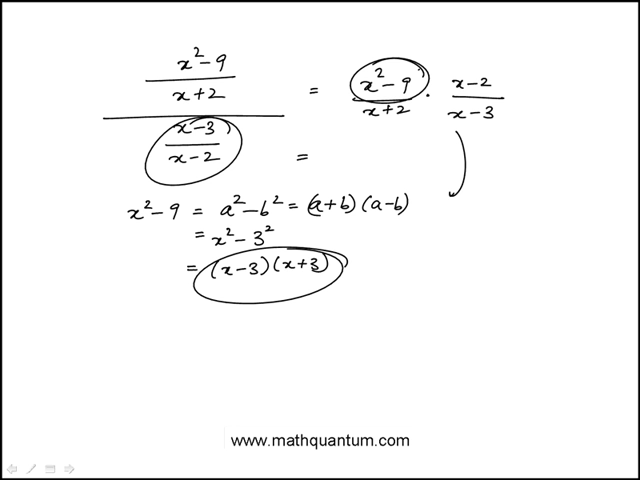 x²-9 / x+2 / x-3 / x-2 = x²-9 / x+2 · x-2 / x-3
=
x²-9 = a²-b² = (a+b)(a-b)
= x²-3²
= (x-3)(x+3)
www.mathquantum.com